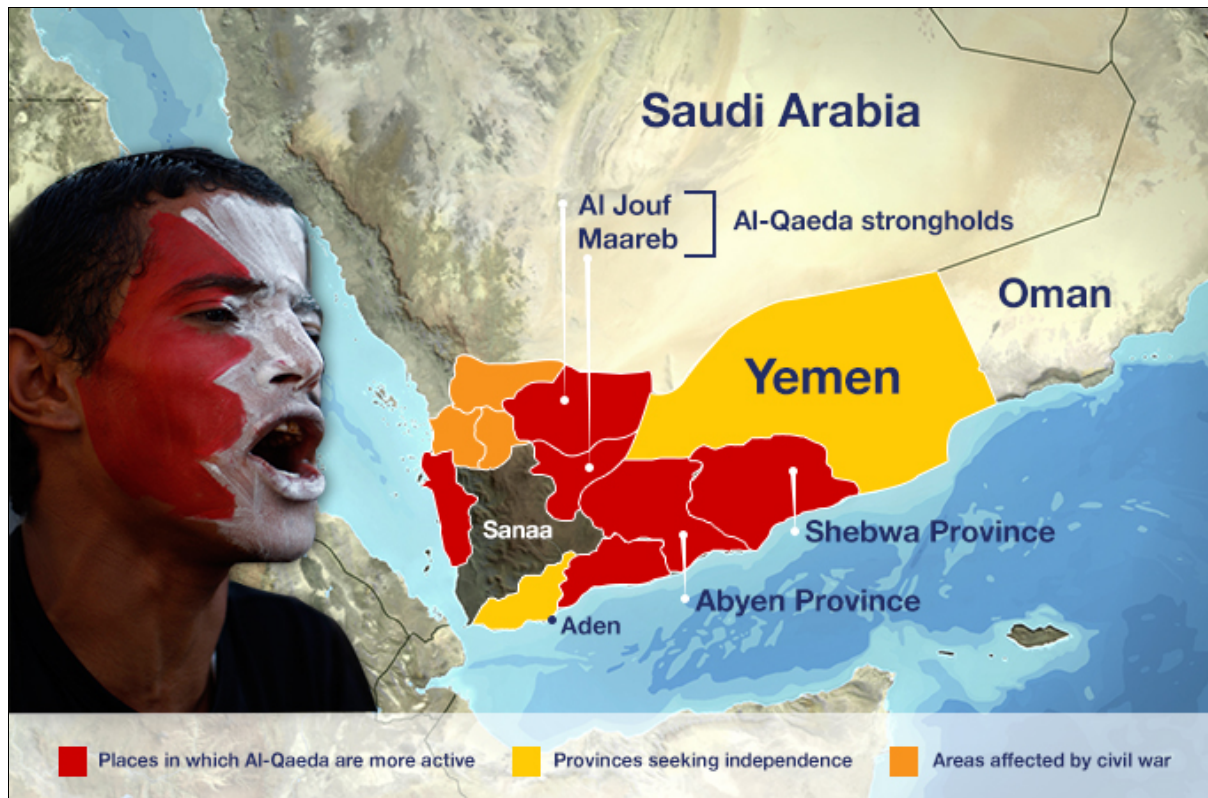 Saudi Arabia
Al Jouf
Maareb
Al-Qaeda strongholds
Oman
Yemen
Sanaa
Shebwa Province
Abyen Province
Aden
Places in which Al-Qaeda are more active
Provinces seeking independence
Areas affected by civil war